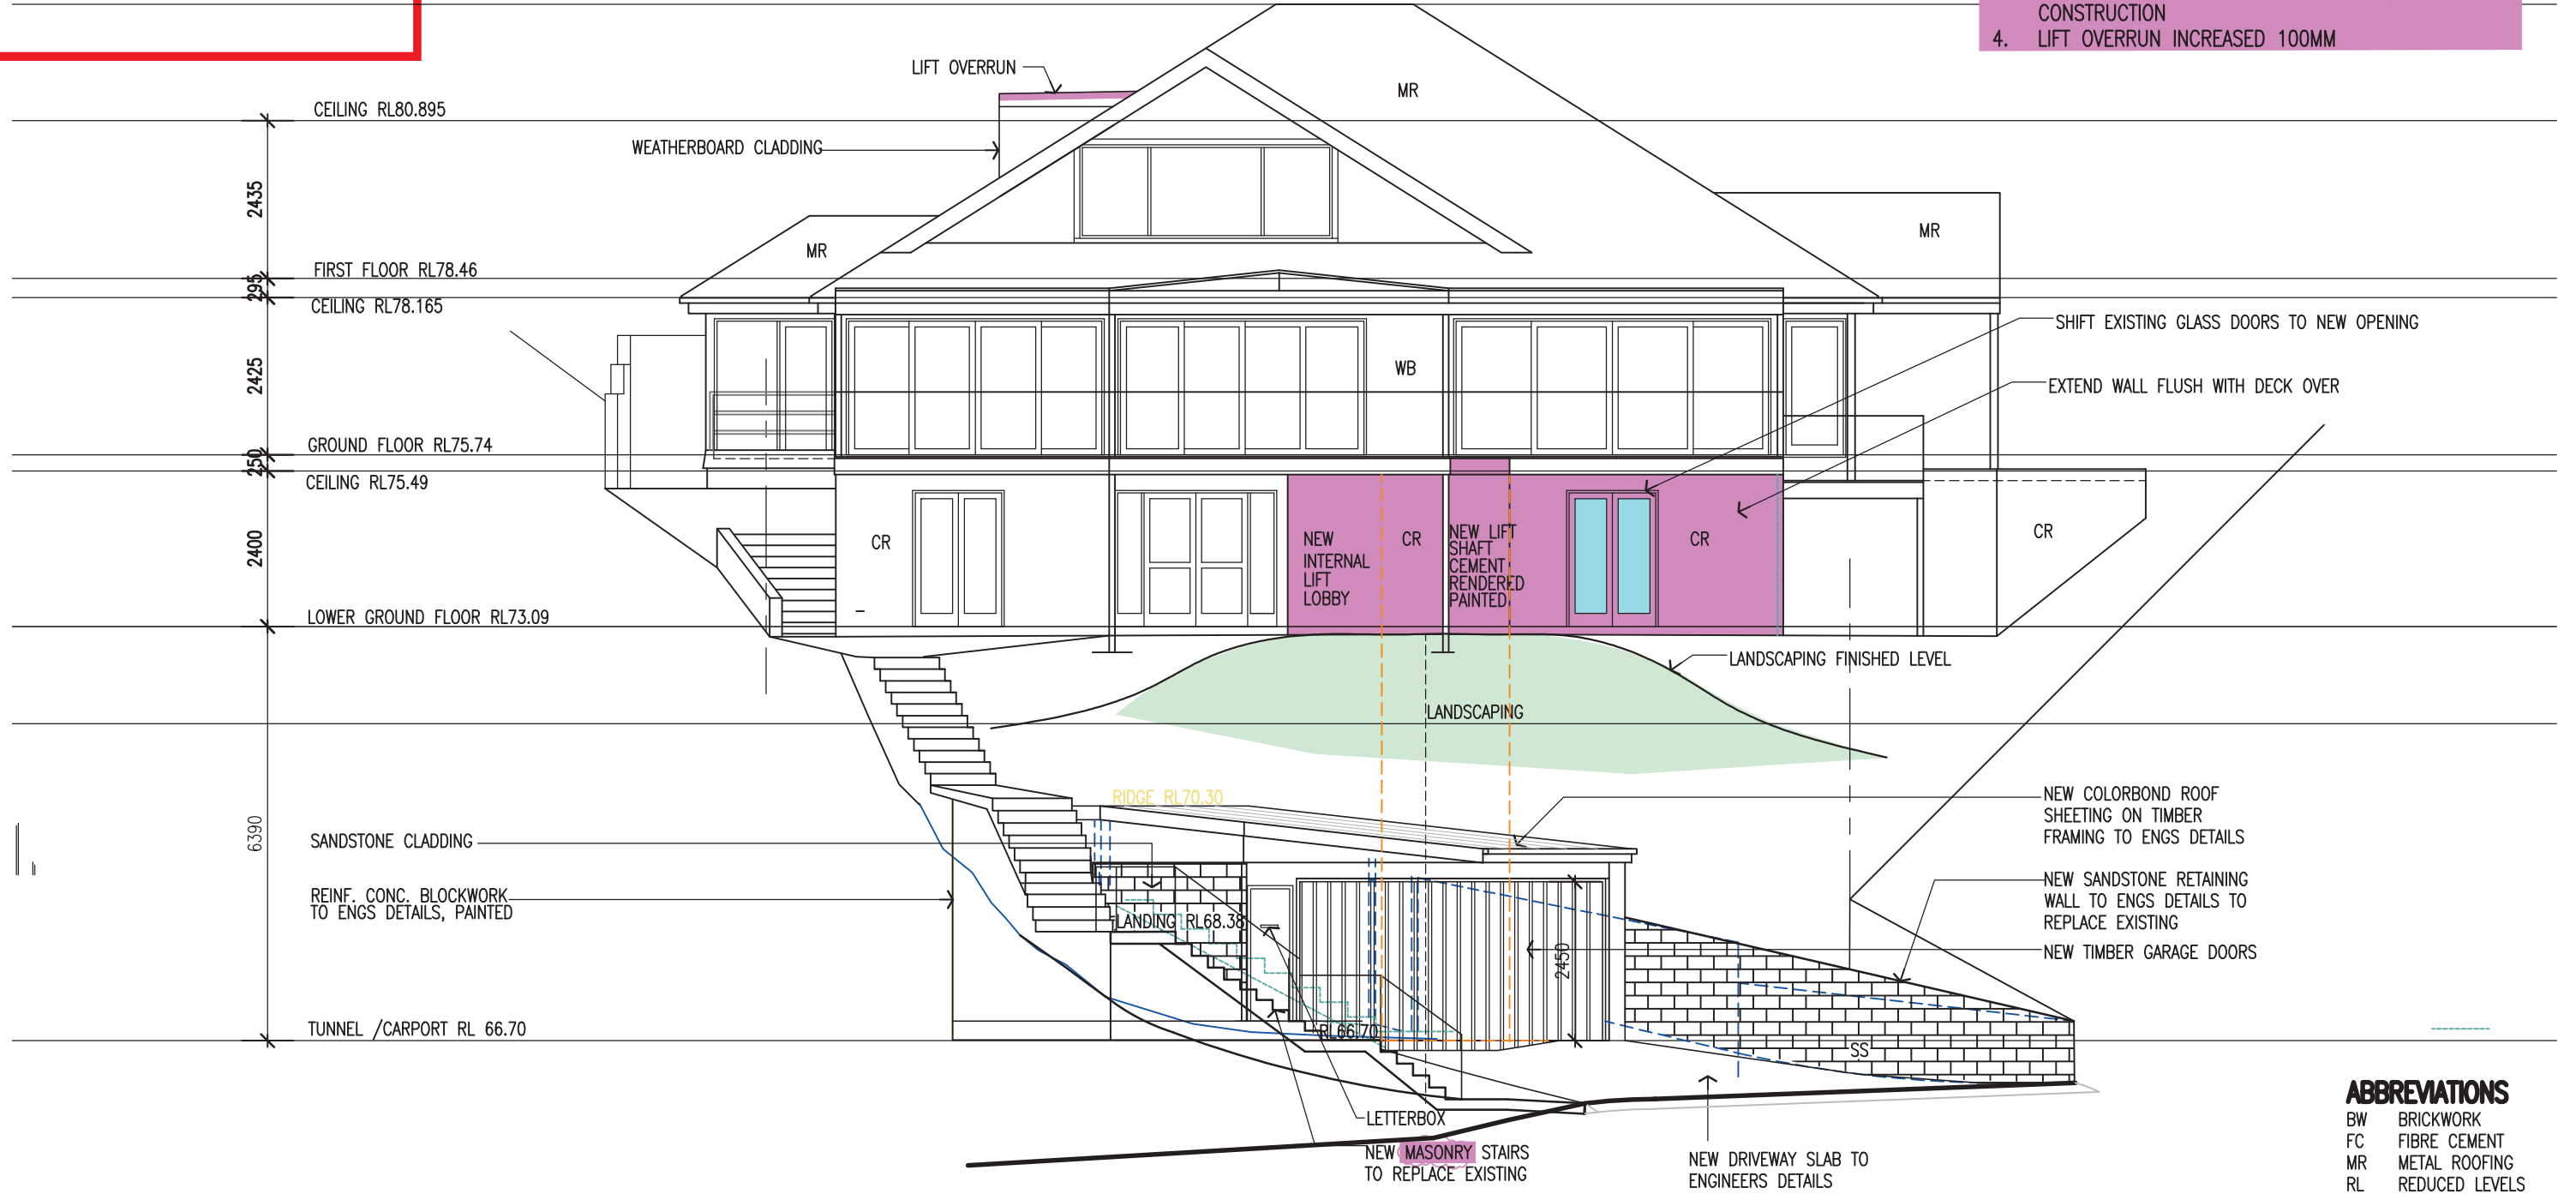 CONSTRUCTION
4. LIFT OVERRUN INCREASED 100MM
LIFT OVERRUN
MR
CEILING RL80.895
WEATHERBOARD CLADDING
2435
MR
MR
FIRST FLOOR RL78.46
295
CEILING RL78.165
SHIFT EXISTING GLASS DOORS TO NEW OPENING
WB
2425
EXTEND WALL FLUSH WITH DECK OVER
GROUND FLOOR RL75.74
250
CEILING RL75.49
2400
CR
NEW
INTERNAL
LIFT
LOBBY
CR
NEW LIFT
SHAFT
CEMENT
RENDERED
PAINTED
CR
CR
LOWER GROUND FLOOR RL73.09
LANDSCAPING FINISHED LEVEL
LANDSCAPING
RIDGE RL70.30
NEW COLORBOND ROOF
SHEETING ON TIMBER
FRAMING TO ENGS DETAILS
6390
SANDSTONE CLADDING
REINF. CONC. BLOCKWORK
TO ENGS DETAILS, PAINTED
NEW SANDSTONE RETAINING
WALL TO ENGS DETAILS TO
REPLACE EXISTING
LANDING RL68.38
2450
NEW TIMBER GARAGE DOORS
TUNNEL /CARPORT RL 66.70
RL66.70
SS
LETTERBOX
NEW MASONRY STAIRS
TO REPLACE EXISTING
NEW DRIVEWAY SLAB TO
ENGINEERS DETAILS
ABBREVIATIONS
BW BRICKWORK
FC FIBRE CEMENT
MR METAL ROOFING
RL REDUCED LEVELS